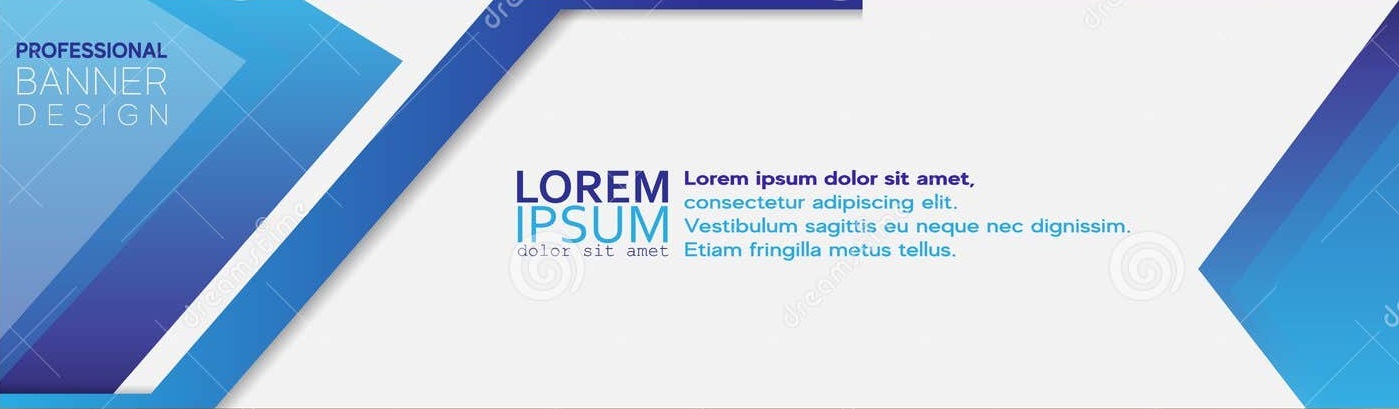 PROFESSIONAL
BANNER
DESIGN
LOREM
IPSUM
dolor sit amet
Lorem ipsum dolor sit amet,
consectetur adipiscing elit.
Vestibulum sagittis eu neque nec dignissim.
Etiam fringilla metus tellus.
dreamstime
dreamstime